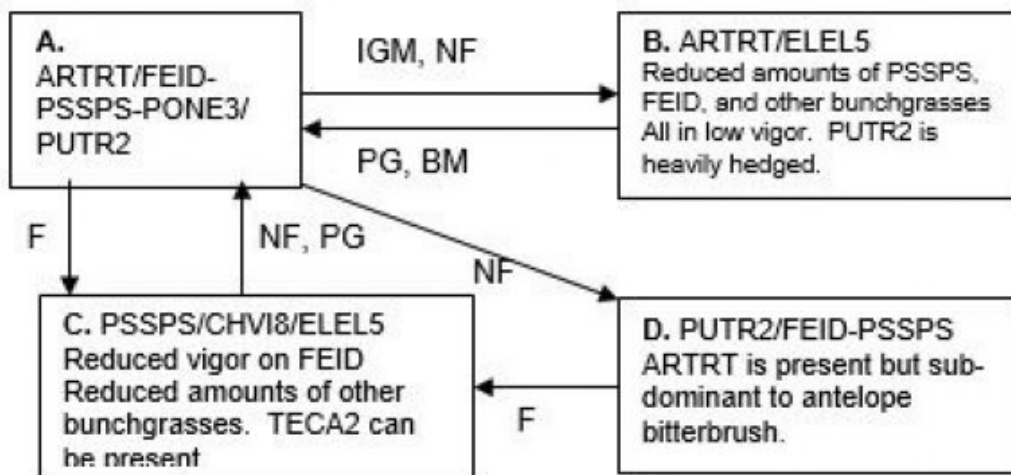 A.
ARTRT/FEID-
PSSPS-PONE3/
PUTR2
IGM, NF
PG, BM
B. ARTRT/ELEL5
Reduced amounts of PSSPS,
FEID, and other bunchgrasses
All in low vigor. PUTR2 is
heavily hedged.
F
NF, PG
NF
C. PSSPS/CHVI8/ELEL5
Reduced vigor on FEID
Reduced amounts of other
bunchgrasses. TECA2 can
be present
F
D. PUTR2/FEID-PSSPS
ARTRT is present but sub-
dominant to antelope
bitterbrush.